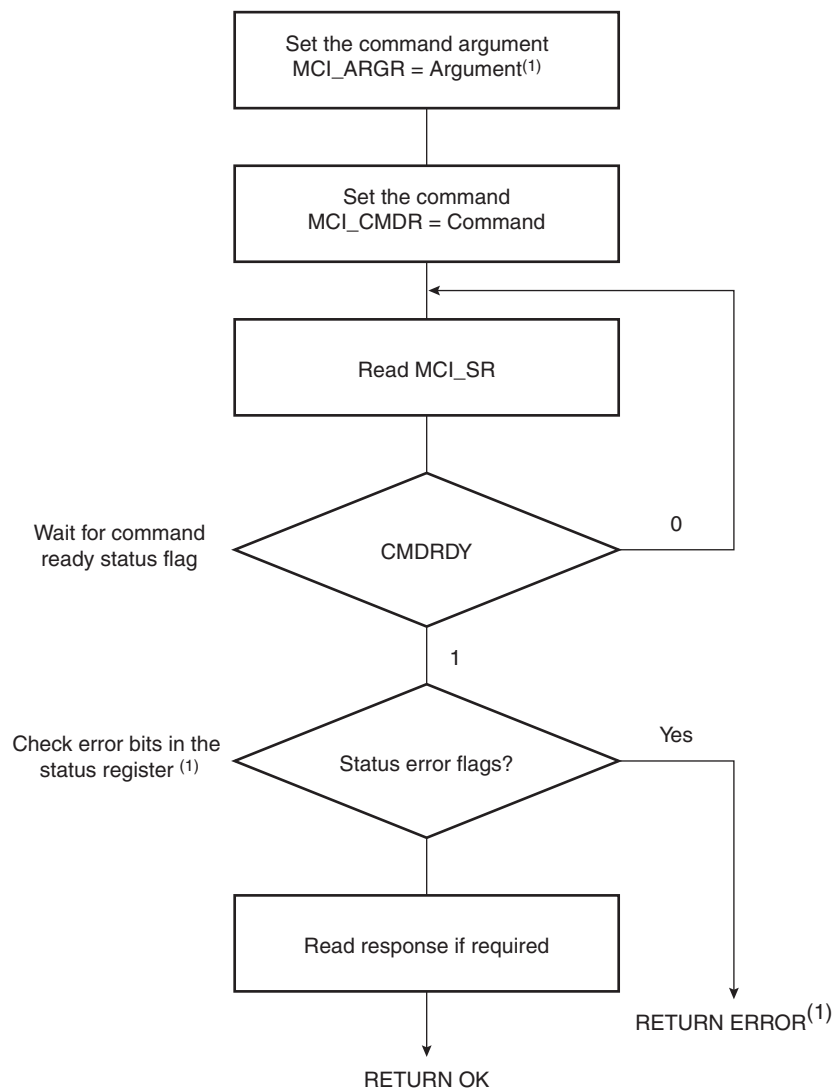 Set the command argument
MCI_ARGR = Argument(1)
Set the command
MCI_CMDR = Command
Read MCI_SR
Wait for command
ready status flag
CMDRDY
0
1
Check error bits in the
status register (1)
Status error flags?
Yes
Read response if required
RETURN ERROR(1)
RETURN OK